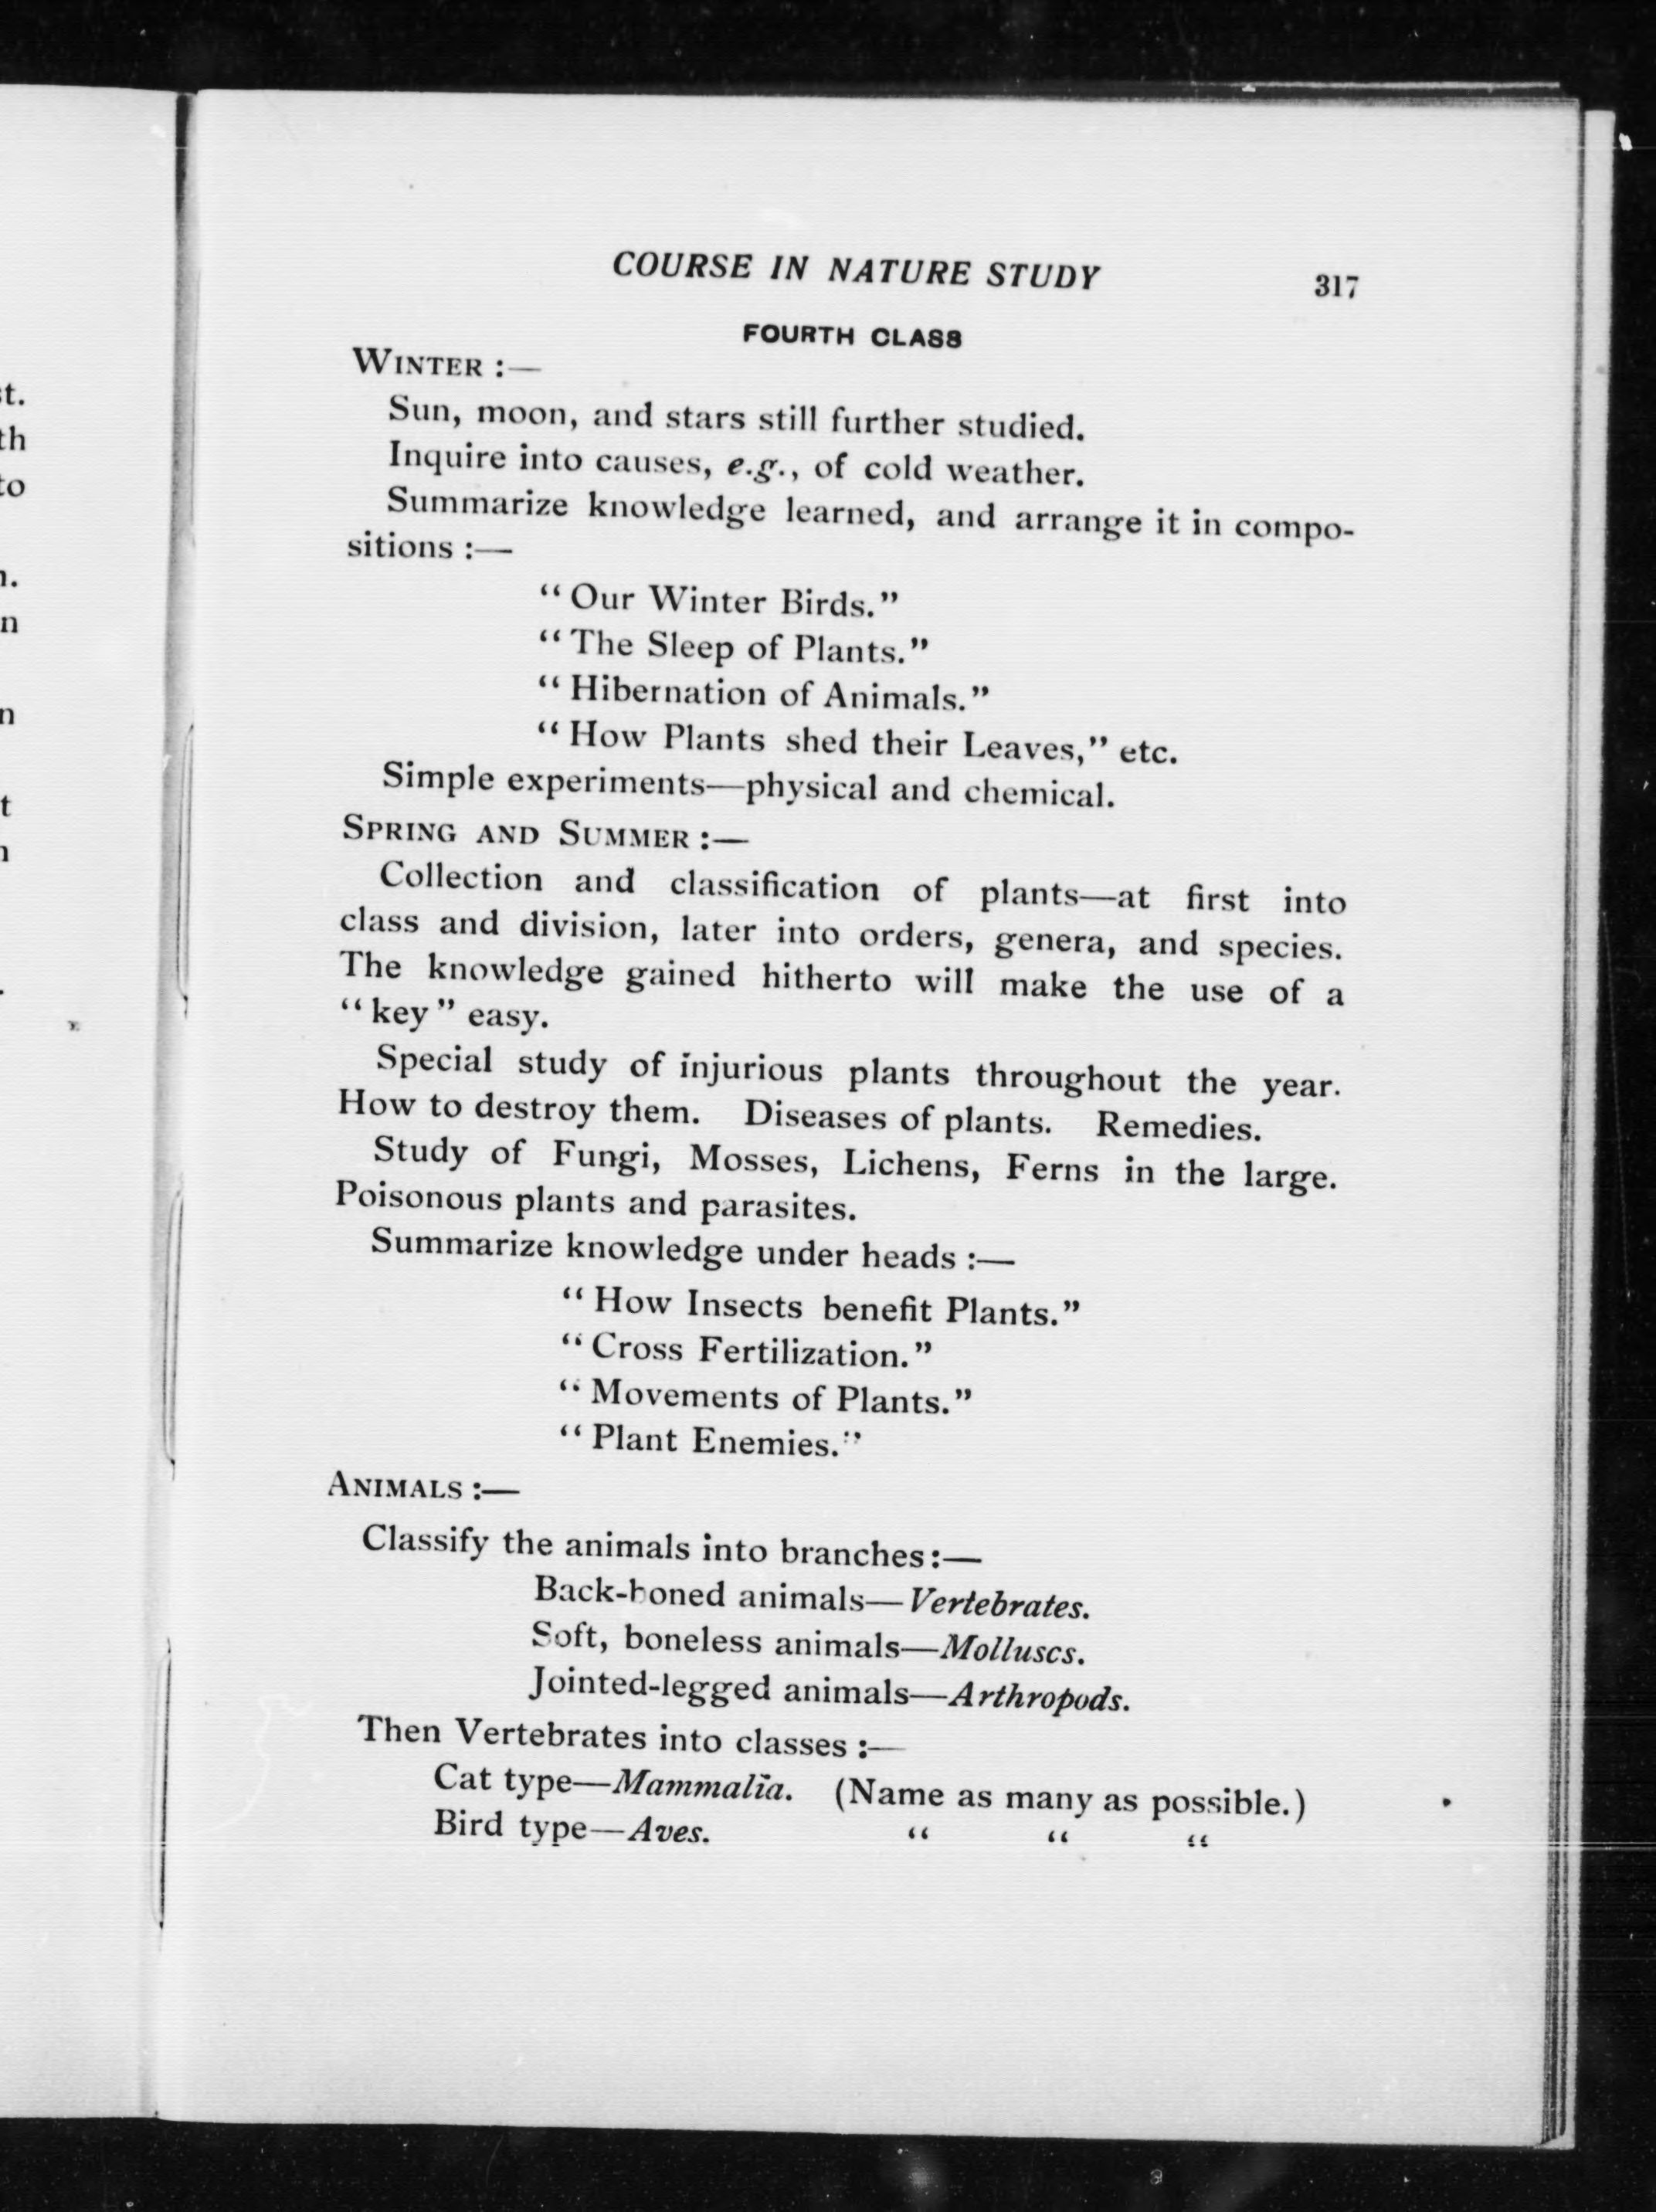 COURSE IN NATURE STUDY 317
FOURTH CLASS
WINTER :—
Sun, moon, and stars still further studied.
Inquire into causes, e.g., of cold weather.
Summarize knowledge learned, and arrange it in compo-
sitions :—
“ Our Winter Birds.”
“ The Sleep of Plants.”
“ Hibernation of Animals.”
“ How Plants shed their Leaves,” etc.
Simple experiments—physical and chemical.
SPRING AND SUMMER :—
Collection and classification of plants—at first into
class and division, later into orders, genera, and species.
The knowledge gained hitherto will make the use of a
“ key ” easy.
Special study of injurious plants throughout the year.
How to destroy them. Diseases of plants. Remedies.
Study of Fungi, Mosses, Lichens, Ferns in the large.
Poisonous plants and parasites.
Summarize knowledge under heads :—
“ How Insects benefit Plants.”
“ Cross Fertilization.”
“ Movements of Plants.”
“ Plant Enemies.”
ANIMALS :—
Classify the animals into branches :—
Back-boned animals—Vertebrates.
Soft, boneless animals—Molluscs.
Jointed-legged animals—Arthropods.
Then Vertebrates into classes :—
Cat type—Mammalia. (Name as many as possible.)
Bird type—Aves. “ “ “